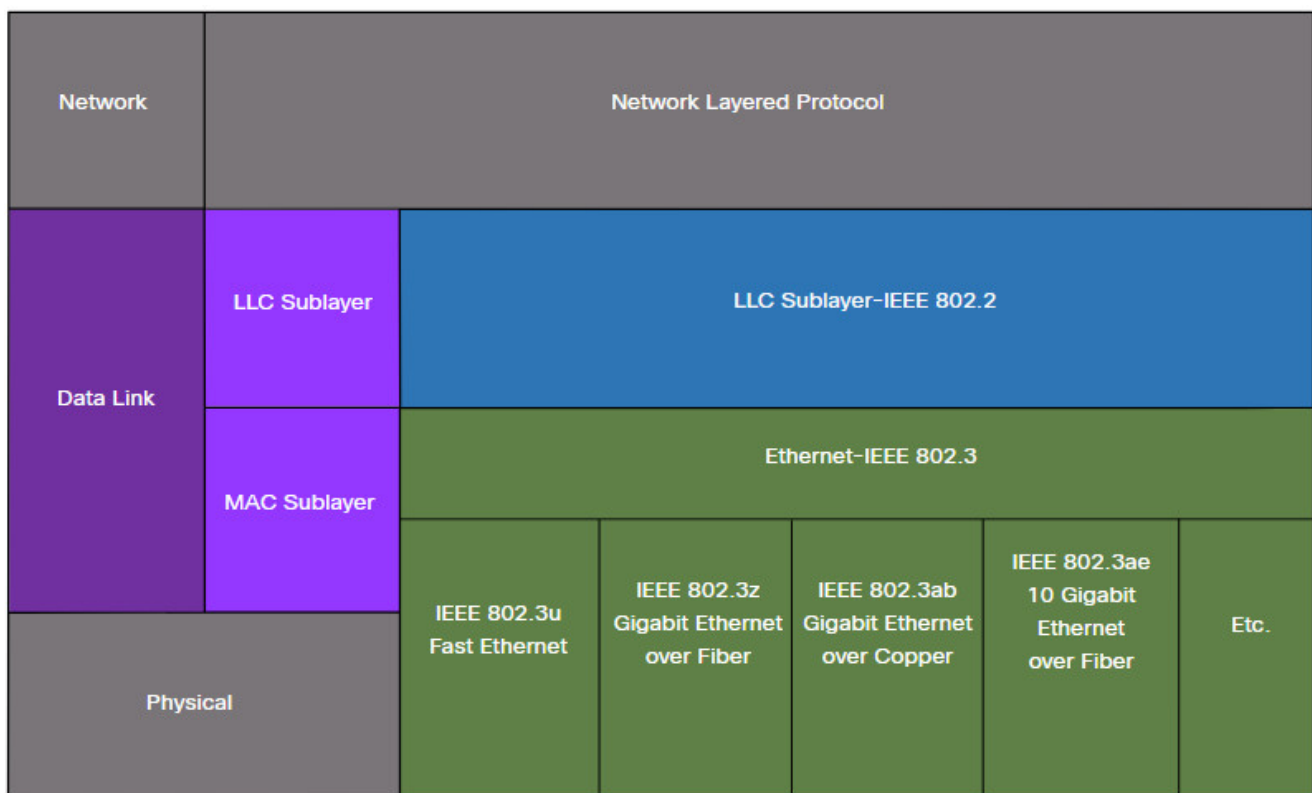 Network
Network Layered Protocol
Data Link
LLC Sublayer
LLC Sublayer-IEEE 802.2
MAC Sublayer
Ethernet-IEEE 802.3
Physical
IEEE 802.3u
Fast Ethernet
IEEE 802.3z
Gigabit Ethernet
over Fiber
IEEE 802.3ab
Gigabit Ethernet
over Copper
IEEE 802.3ae
10 Gigabit
Ethernet
over Fiber
Etc.